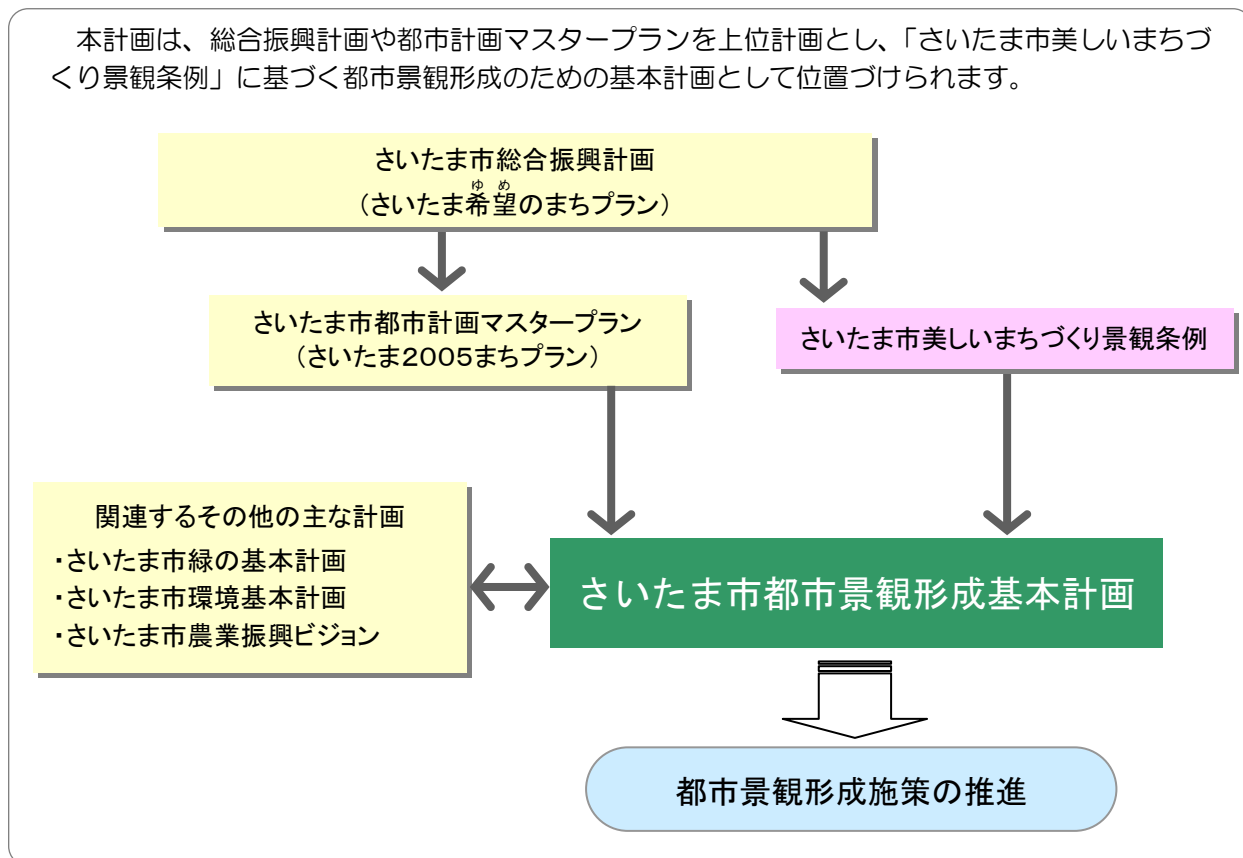 本計画は、総合振興計画や都市計画マスタープランを上位計画とし、「さいたま市美しいまちづ
くり景観条例」に基づく都市景観形成のための基本計画として位置づけられます。
さいたま市総合振興計画
ゆめ
（さいたま希望のまちプラン）
さいたま市都市計画マスタープラン
（さいたま2005まちプラン）
さいたま市美しいまちづくり景観条例
関連するその他の主な計画
・さいたま市緑の基本計画
・さいたま市環境基本計画
・さいたま市農業振興ビジョン
さいたま市都市景観形成基本計画
都市景観形成施策の推進